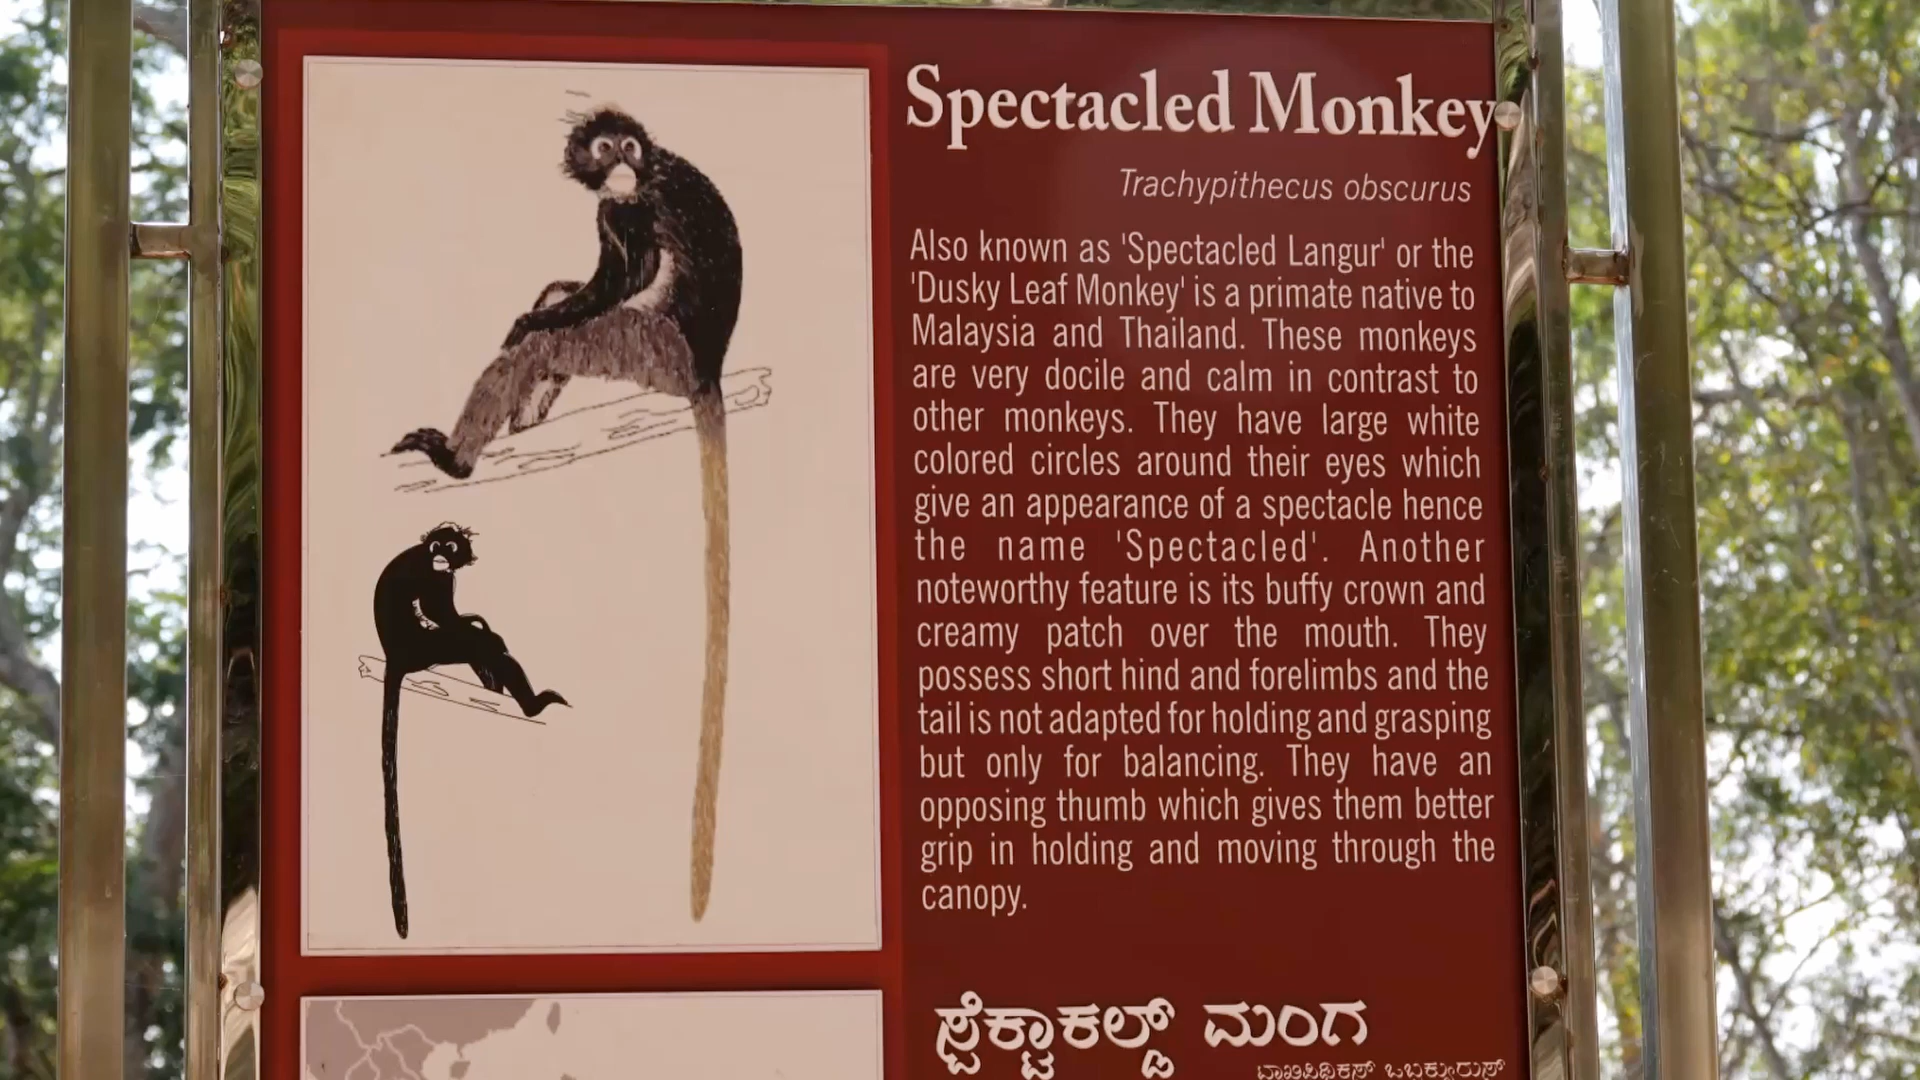 Spectacled Monkey
Trachypithecus obscurus
Also known as 'Spectacled Langur' or the
'Dusky Leaf Monkey' is a primate native to
Malaysia and Thailand. These monkeys
are very docile and calm in contrast to
other monkeys. They have large white
colored circles around their eyes which
give an appearance of a spectacle hence
the name 'Spectacled'. Another
noteworthy feature is its buffy crown and
creamy patch over the mouth. They
possess short hind and forelimbs and the
tail is not adapted for holding and grasping
but only for balancing. They have an
opposing thumb which gives them better
grip in holding and moving through the
canopy.
ಸ್ಪೆಕ್ಟಾಕಲ್ಡ್ ಮಂಗ